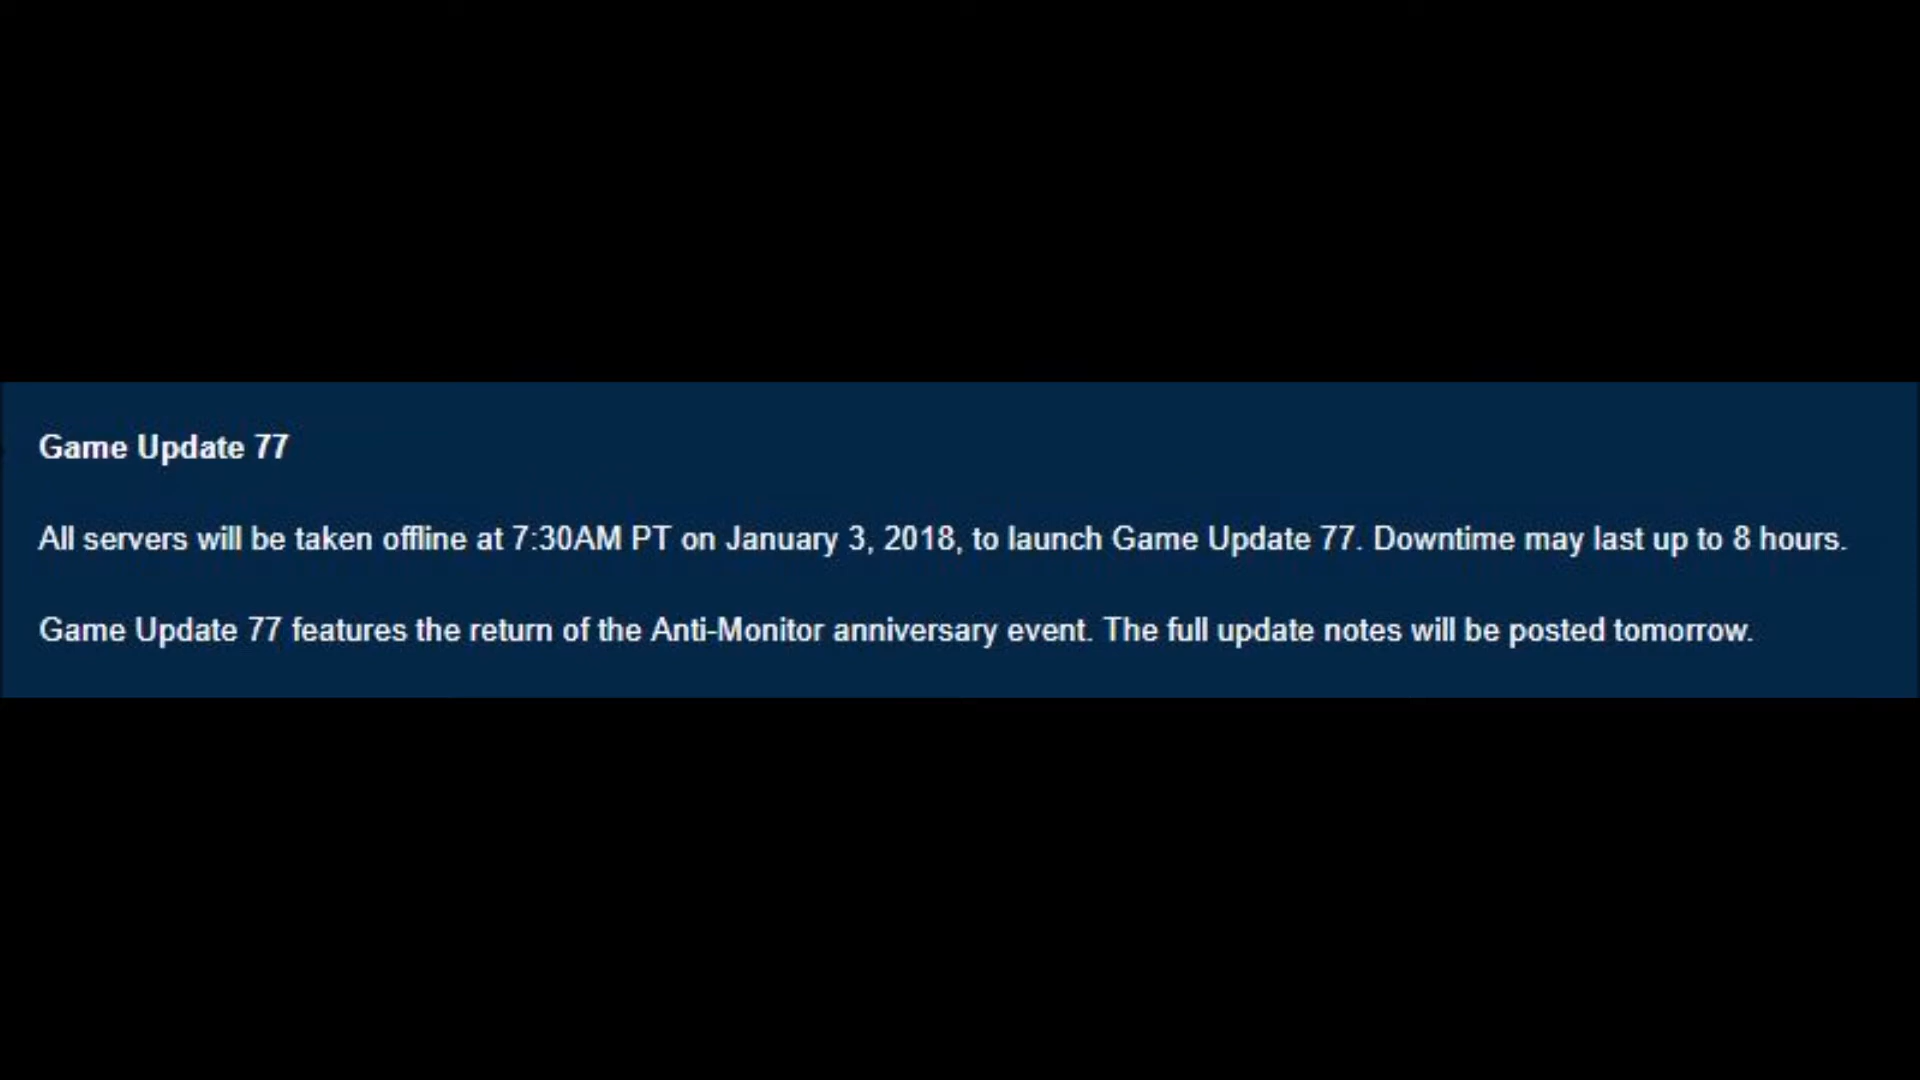 Game Update 77
All servers will be taken offline at 7:30AM PT on January 3, 2018, to launch Game Update 77. Downtime may last up to 8 hours.
Game Update 77 features the return of the Anti-Monitor anniversary event. The full update notes will be posted tomorrow.